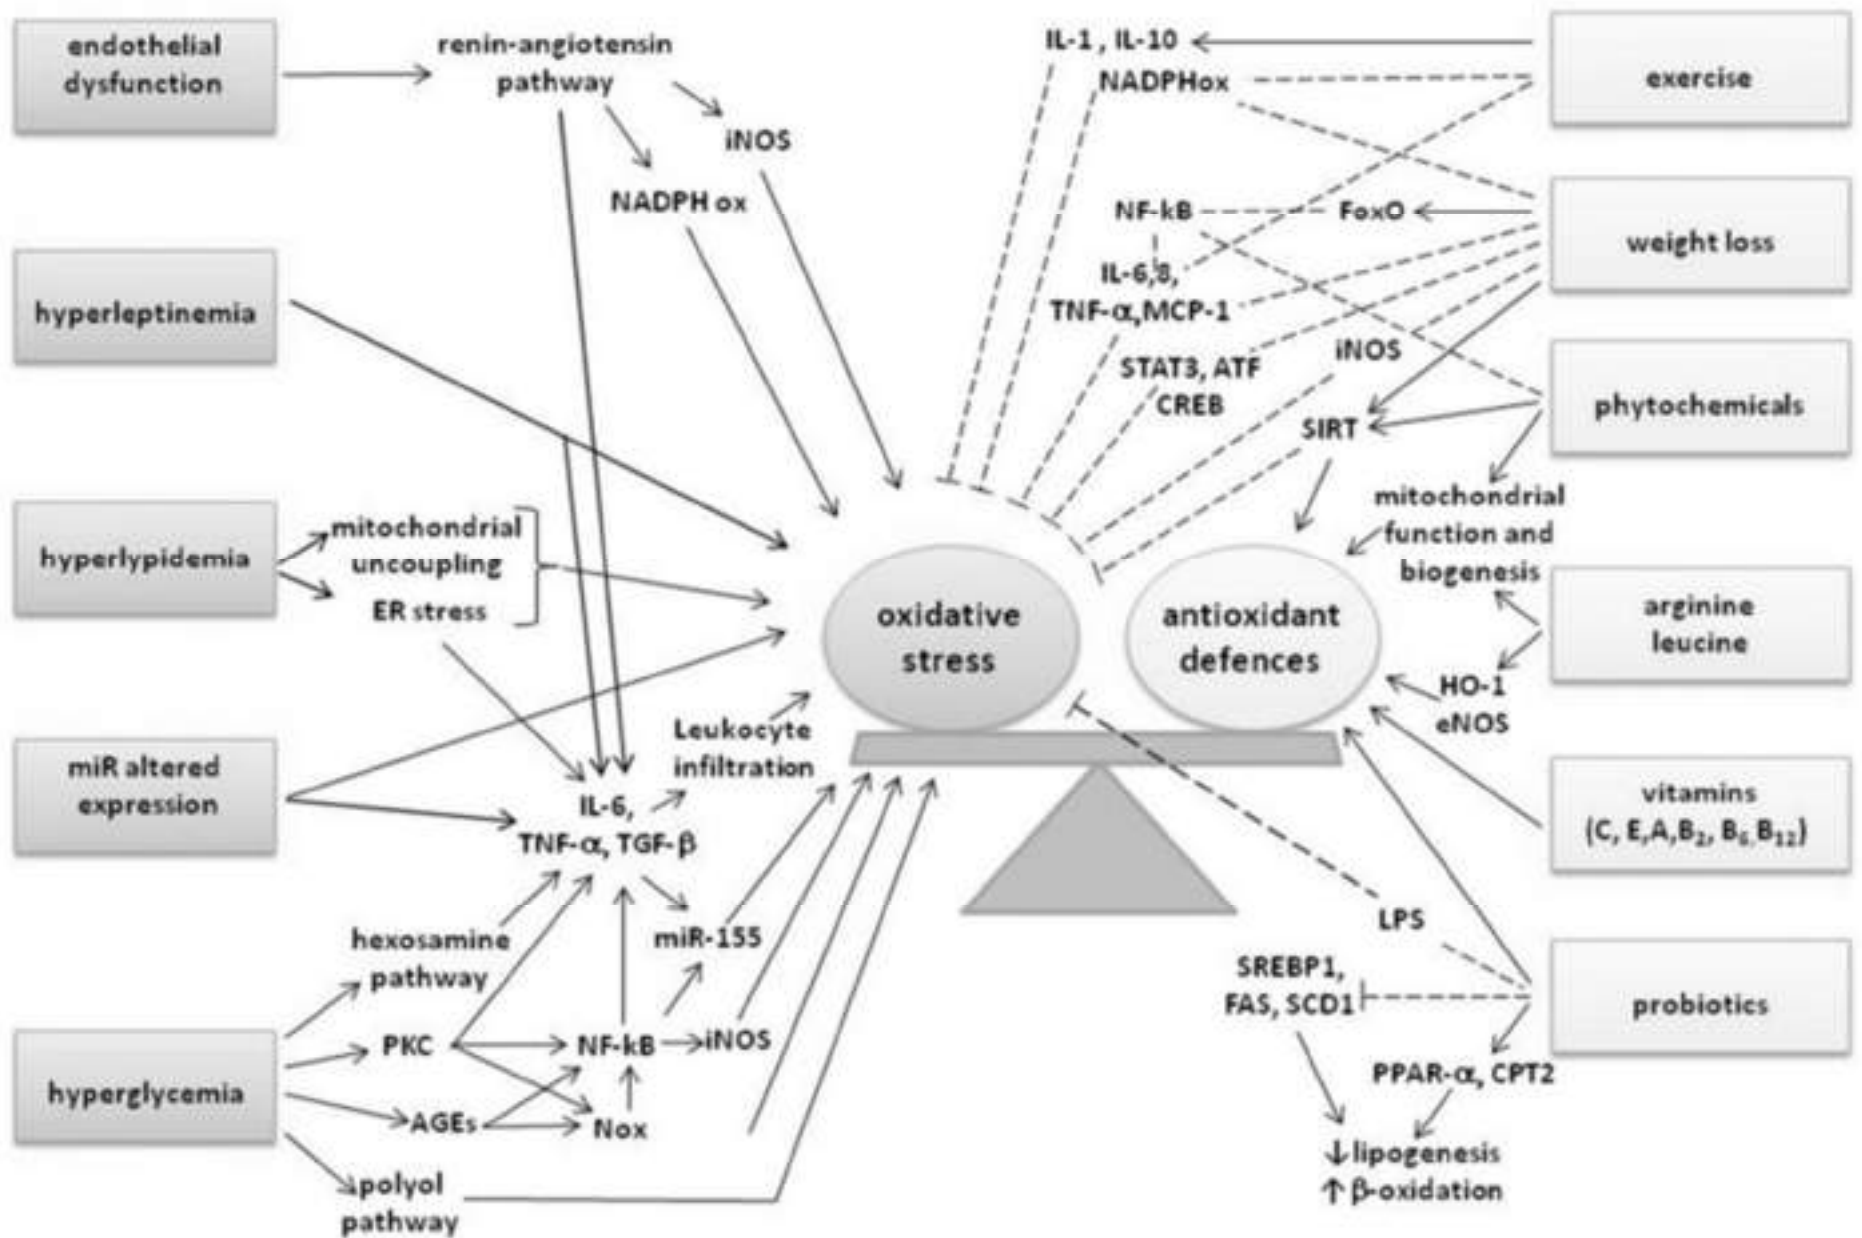 endothelial
dysfunction
renin-angiotensin
pathway
iNOS
NADPH ox
hyperleptinemia
hyperlypidemia
mitochondrial
uncoupling
ER stress
miR altered
expression
Leukocyte
infiltration
IL-6,
TNF-α, TGF-β
hexosamine
pathway
miR-155
PKC
NF-kB
iNOS
hyperglycemia
AGEs
Nox
polyol
pathway
oxidative
stress
antioxidant
defences
IL-1 , IL-10
NADPHox
exercise
NF-kB
FoxO
weight loss
IL-6,8,
TNF-α,MCP-1
STAT3, ATF
CREB
iNOS
SIRT
phytochemicals
mitochondrial
function and
biogenesis
arginine
leucine
HO-1
eNOS
vitamins
(C, E,A,B₂, B₆,B₁₂)
LPS
SREBP1,
FAS, SCD1
probiotics
PPAR-α, CPT2
↓lipogenesis
↑β-oxidation